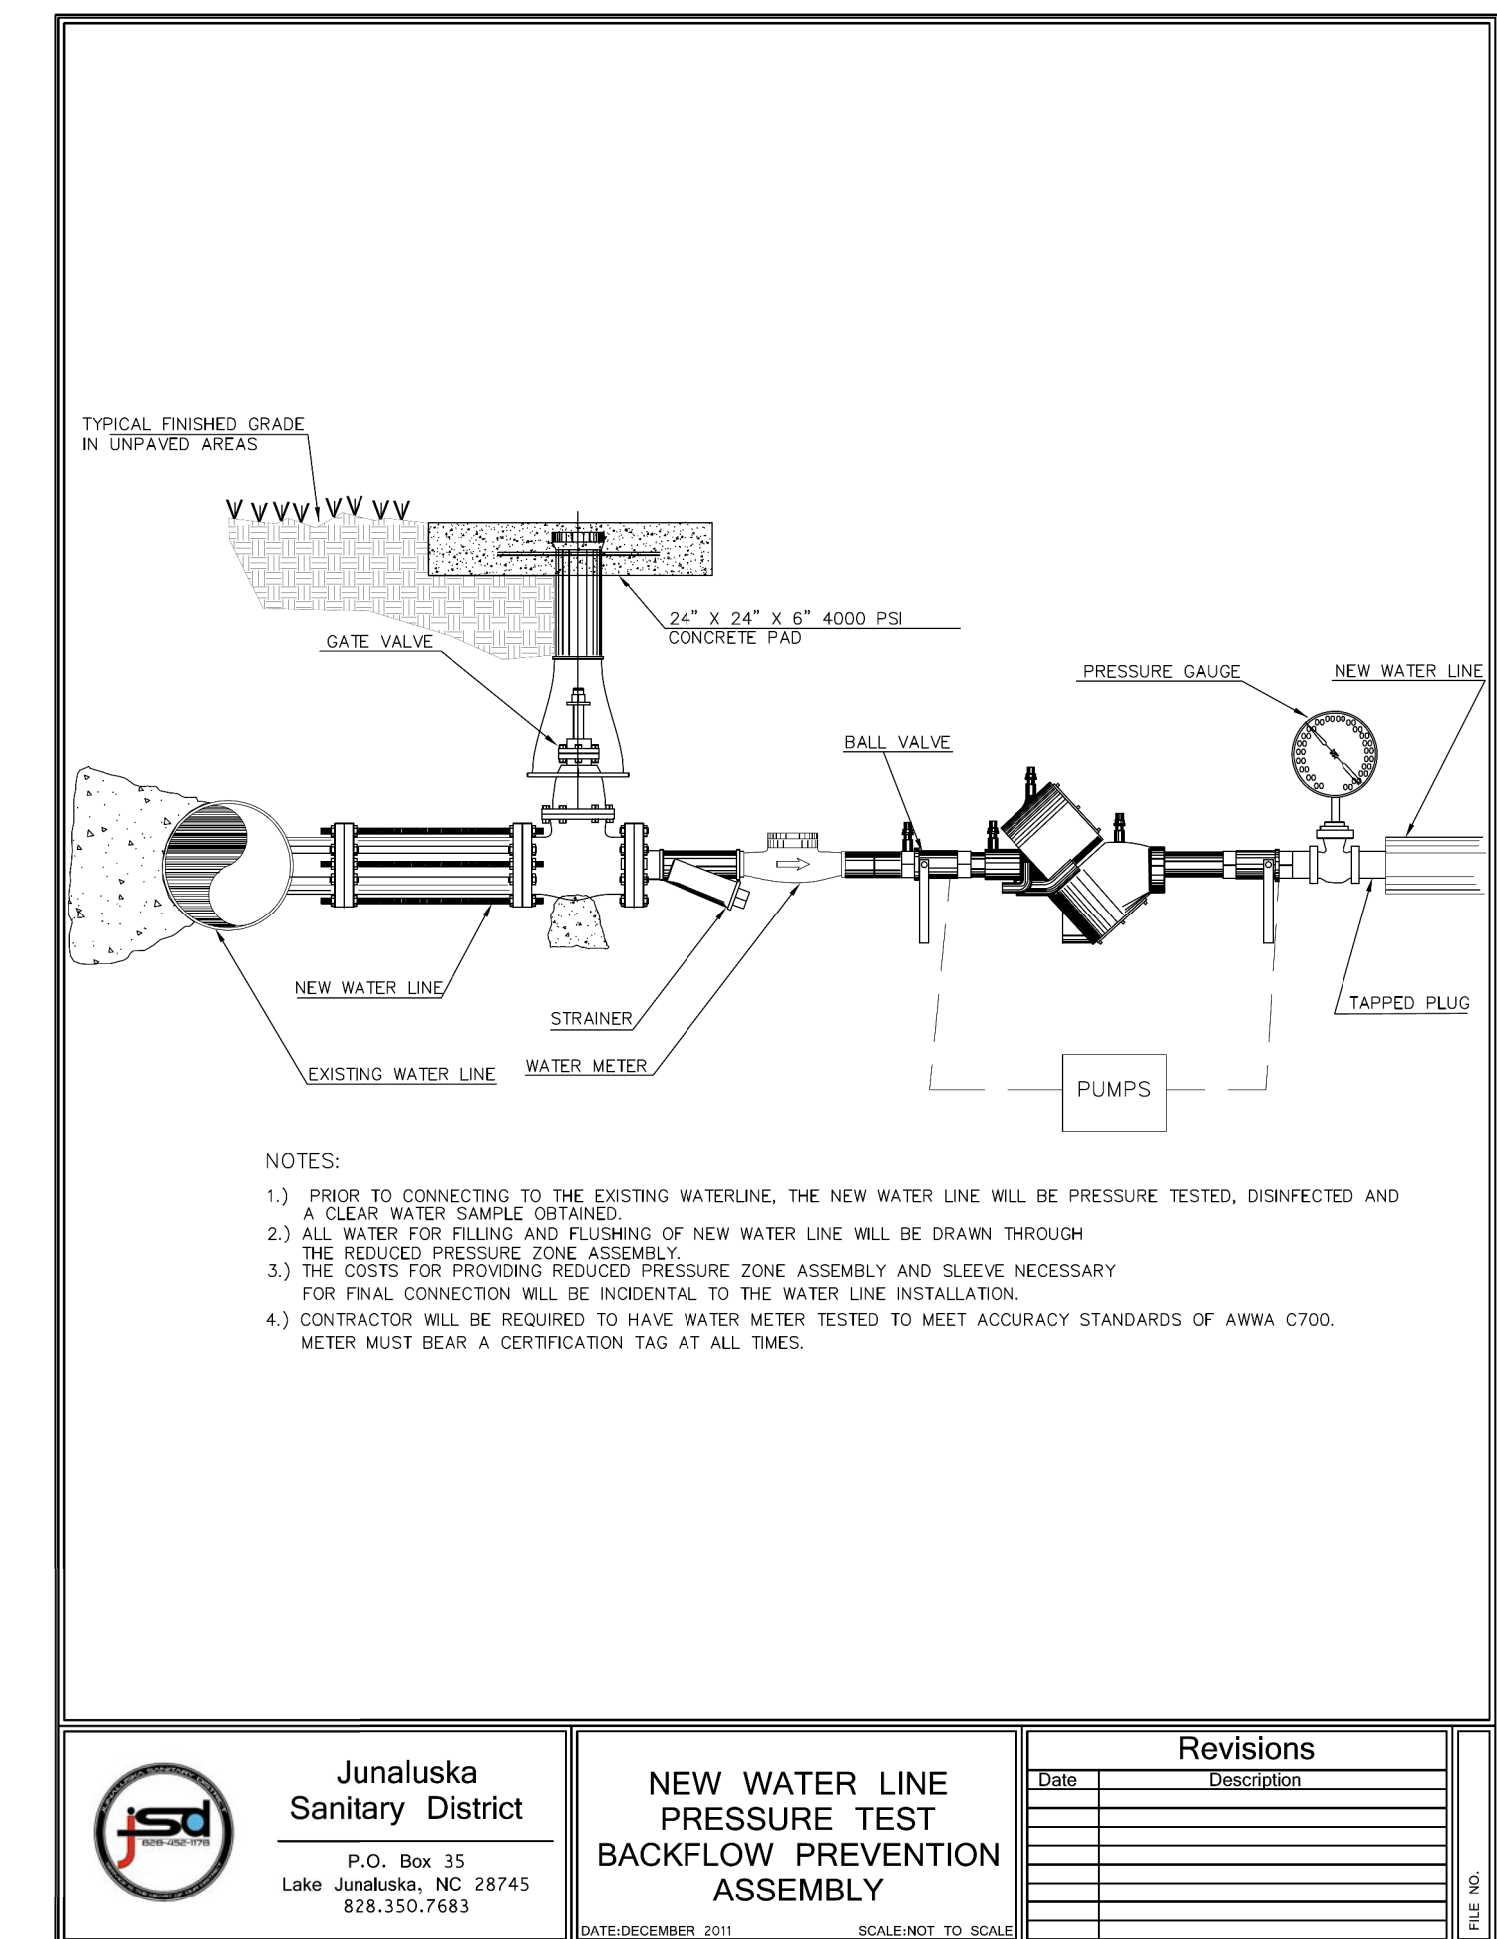 TYPICAL FINISHED GRADE
IN UNPAVED AREAS
24" X 24" X 6" 4000 PSI
CONCRETE PAD
GATE VALVE
PRESSURE GAUGE
NEW WATER LINE
BALL VALVE
NEW WATER LINE
STRAINER
TAPPED PLUG
WATER METER
EXISTING WATER LINE
PUMPS
NOTES:
1.) PRIOR TO CONNECTING TO THE EXISTING WATERLINE, THE NEW WATER LINE WILL BE PRESSURE TESTED, DISINFECTED AND
A CLEAR WATER SAMPLE OBTAINED.
2.) ALL WATER FOR FILLING AND FLUSHING OF NEW WATER LINE WILL BE DRAWN THROUGH
THE REDUCED PRESSURE ZONE ASSEMBLY.
3.) THE COSTS FOR PROVIDING REDUCED PRESSURE ZONE ASSEMBLY AND SLEEVE NECESSARY
FOR FINAL CONNECTION WILL BE INCIDENTAL TO THE WATER LINE INSTALLATION.
4.) CONTRACTOR WILL BE REQUIRED TO HAVE WATER METER TESTED TO MEET ACCURACY STANDARDS OF AWWA C700.
METER MUST BEAR A CERTIFICATION TAG AT ALL TIMES.
JUNALUSKA SANITARY DISTRICT
jsd
828-452-1178
Junaluska
Sanitary District
P.O. Box 35
Lake Junaluska, NC 28745
828.350.7683
NEW WATER LINE
PRESSURE TEST
BACKFLOW PREVENTION
ASSEMBLY
DATE:DECEMBER 2011
SCALE:NOT TO SCALE
Revisions
Date
Description
FILE NO.